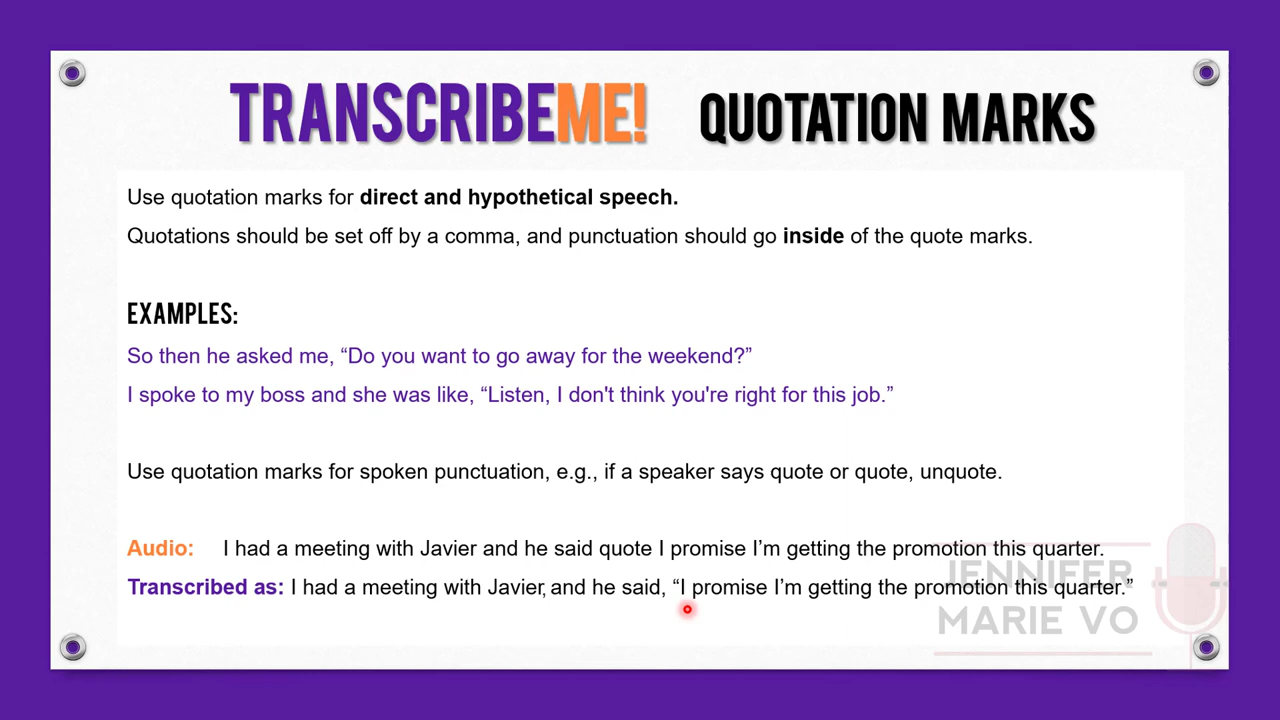 TRANSCRIBEME! QUOTATION MARKS
Use quotation marks for direct and hypothetical speech.
Quotations should be set off by a comma, and punctuation should go inside of the quote marks.
EXAMPLES:
So then he asked me, “Do you want to go away for the weekend?”
I spoke to my boss and she was like, “Listen, I don't think you're right for this job.”
Use quotation marks for spoken punctuation, e.g., if a speaker says quote or quote, unquote.
Audio: I had a meeting with Javier and he said quote I promise I’m getting the promotion this quarter.
Transcribed as: I had a meeting with Javier, and he said, “I promise I’m getting the promotion this quarter.”
JENNIFER
MARIE VO